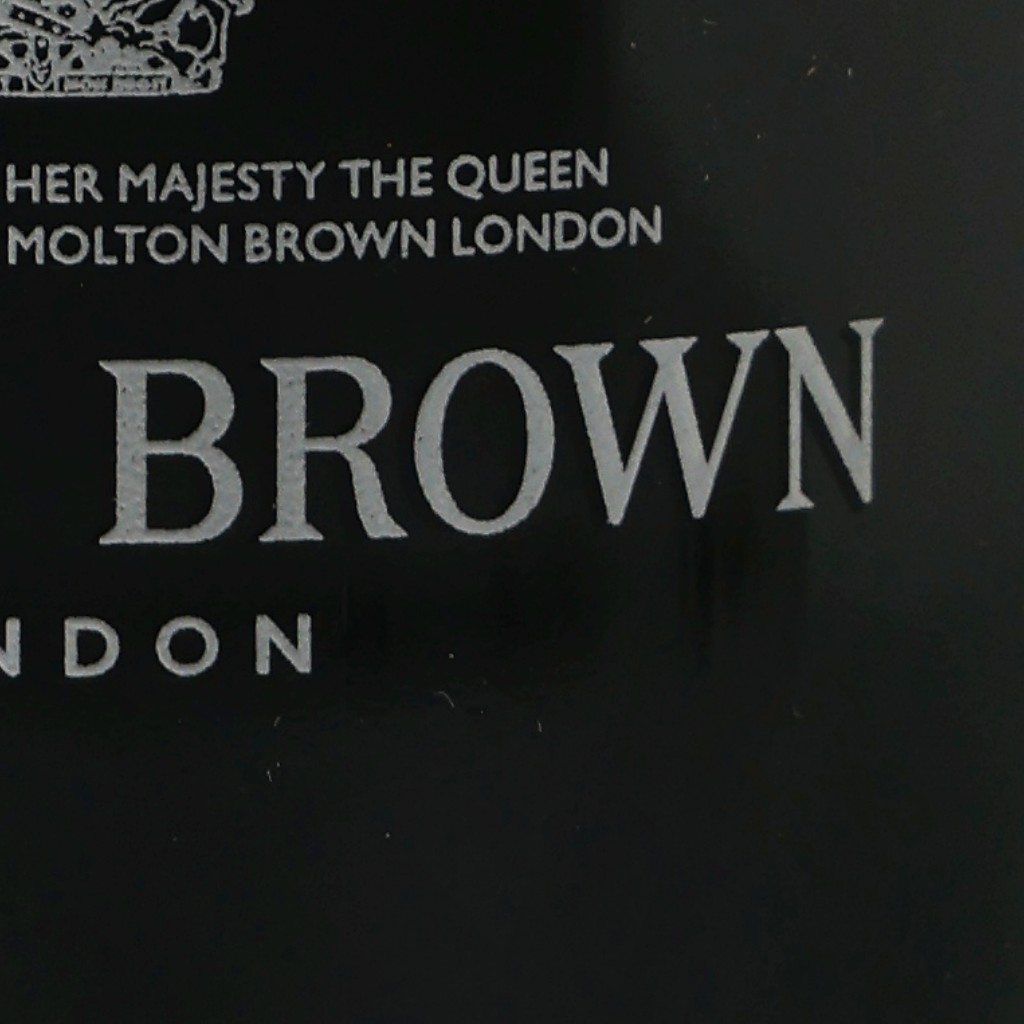 HER MAJESTY THE QUEEN
MOLTON BROWN LONDON
BROWN
NDON